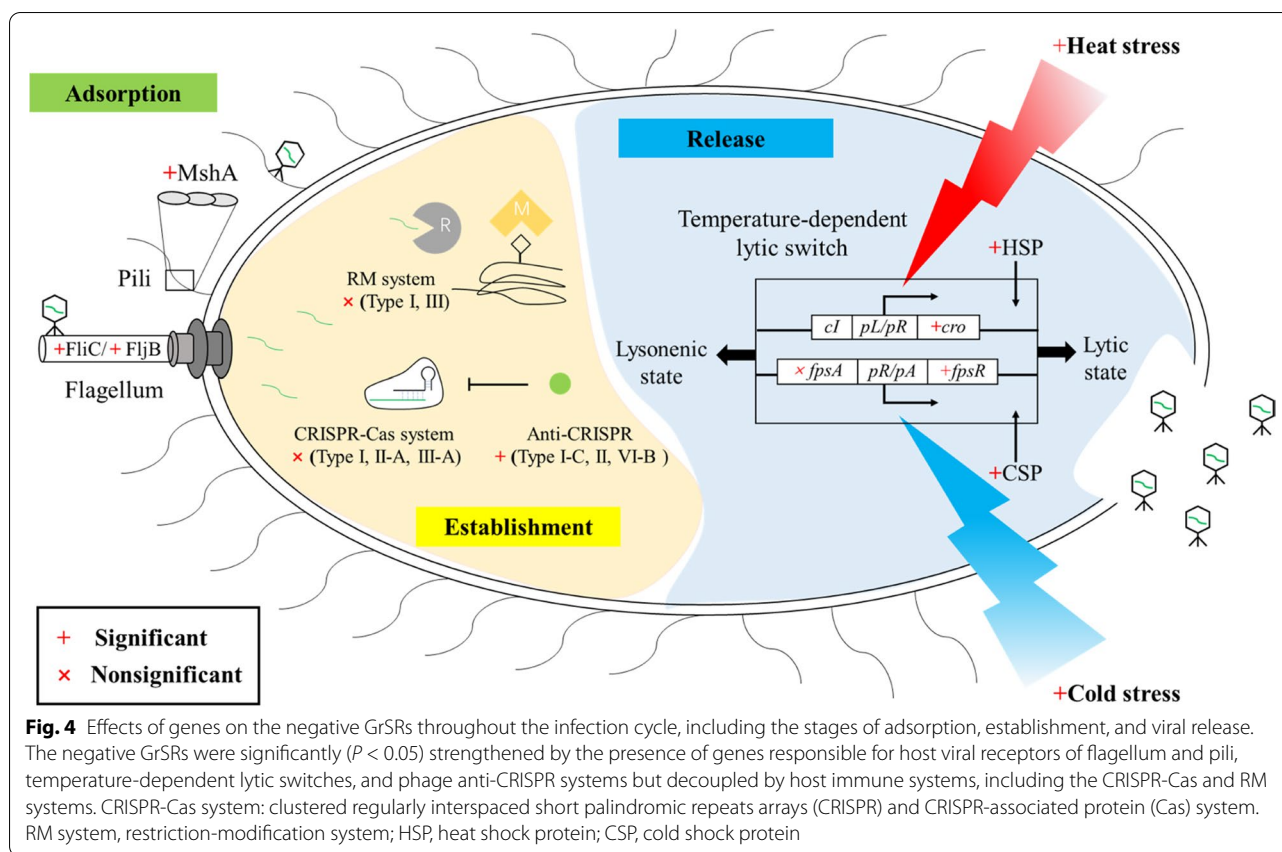 +Heat stress
Adsorption
Release
+MshA
M
R
Temperature-dependent
lytic switch
+HSP
RM system
× (Type I, III)
Pili
cI pL/pR +cro
+FliC/+ FljB
Lysonenic
state
Lytic
state
× fpsA pR/pA +fpsR
Flagellum
CRISPR-Cas system
× (Type I, II-A, III-A)
Anti-CRISPR
+ (Type I-C, II, VI-B )
+CSP
Establishment
+ Significant
× Nonsignificant
+Cold stress
Fig. 4 Effects of genes on the negative GrSRs throughout the infection cycle, including the stages of adsorption, establishment, and viral release.
The negative GrSRs were significantly (P < 0.05) strengthened by the presence of genes responsible for host viral receptors of flagellum and pili,
temperature-dependent lytic switches, and phage anti-CRISPR systems but decoupled by host immune systems, including the CRISPR-Cas and RM
systems. CRISPR-Cas system: clustered regularly interspaced short palindromic repeats arrays (CRISPR) and CRISPR-associated protein (Cas) system.
RM system, restriction-modification system; HSP, heat shock protein; CSP, cold shock protein